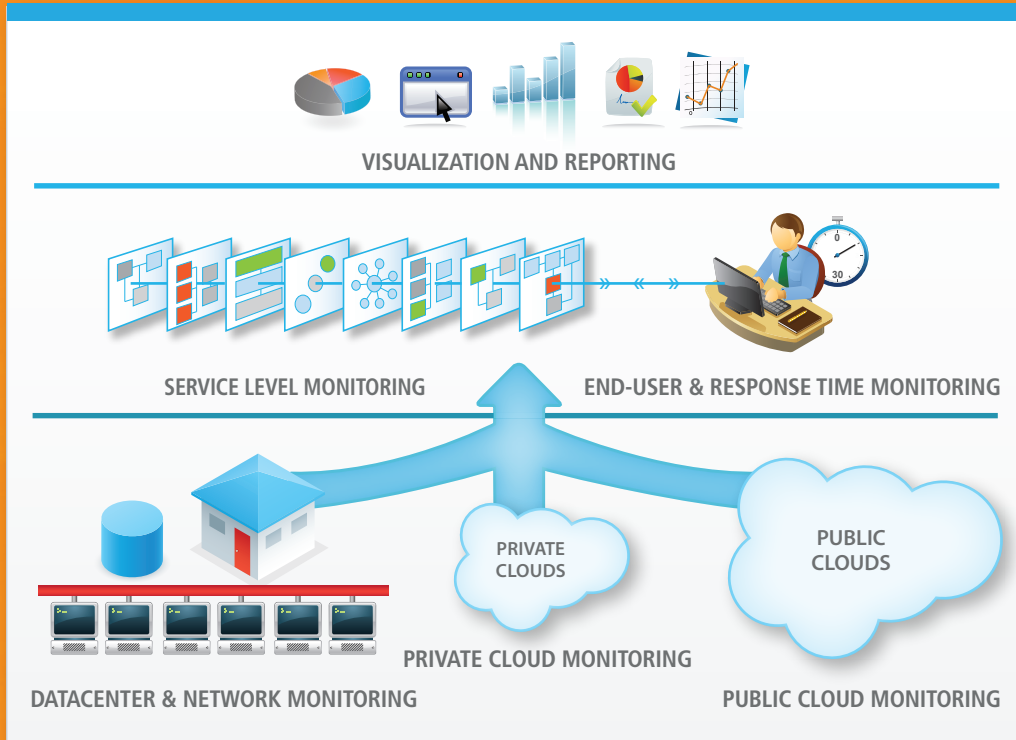 VISUALIZATION AND REPORTING
0
30
SERVICE LEVEL MONITORING
END-USER & RESPONSE TIME MONITORING
PRIVATE
CLOUDS
PUBLIC
CLOUDS
PRIVATE CLOUD MONITORING
DATACENTER & NETWORK MONITORING
PUBLIC CLOUD MONITORING